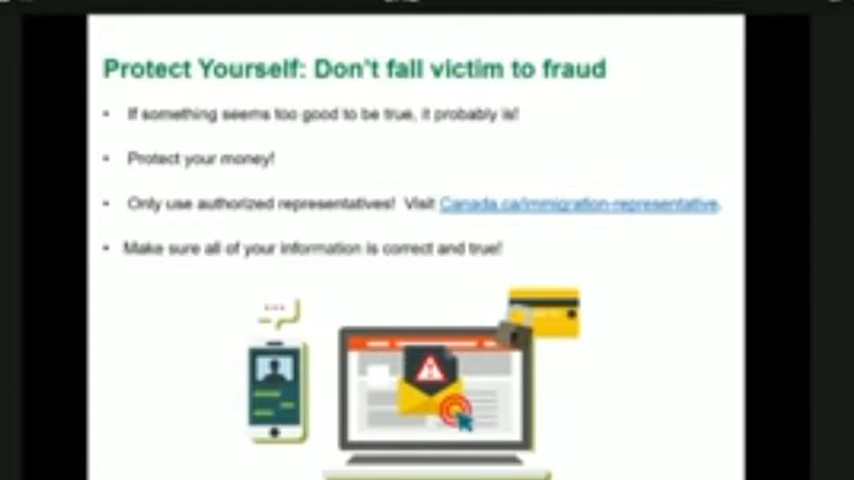 Protect Yourself: Don't fall victim to fraud
• If something seems too good to be true, it probably is!
• Protect your money!
• Only use authorized representatives! Visit Canada.ca/immigration-representative.
• Make sure all of your information is correct and true!